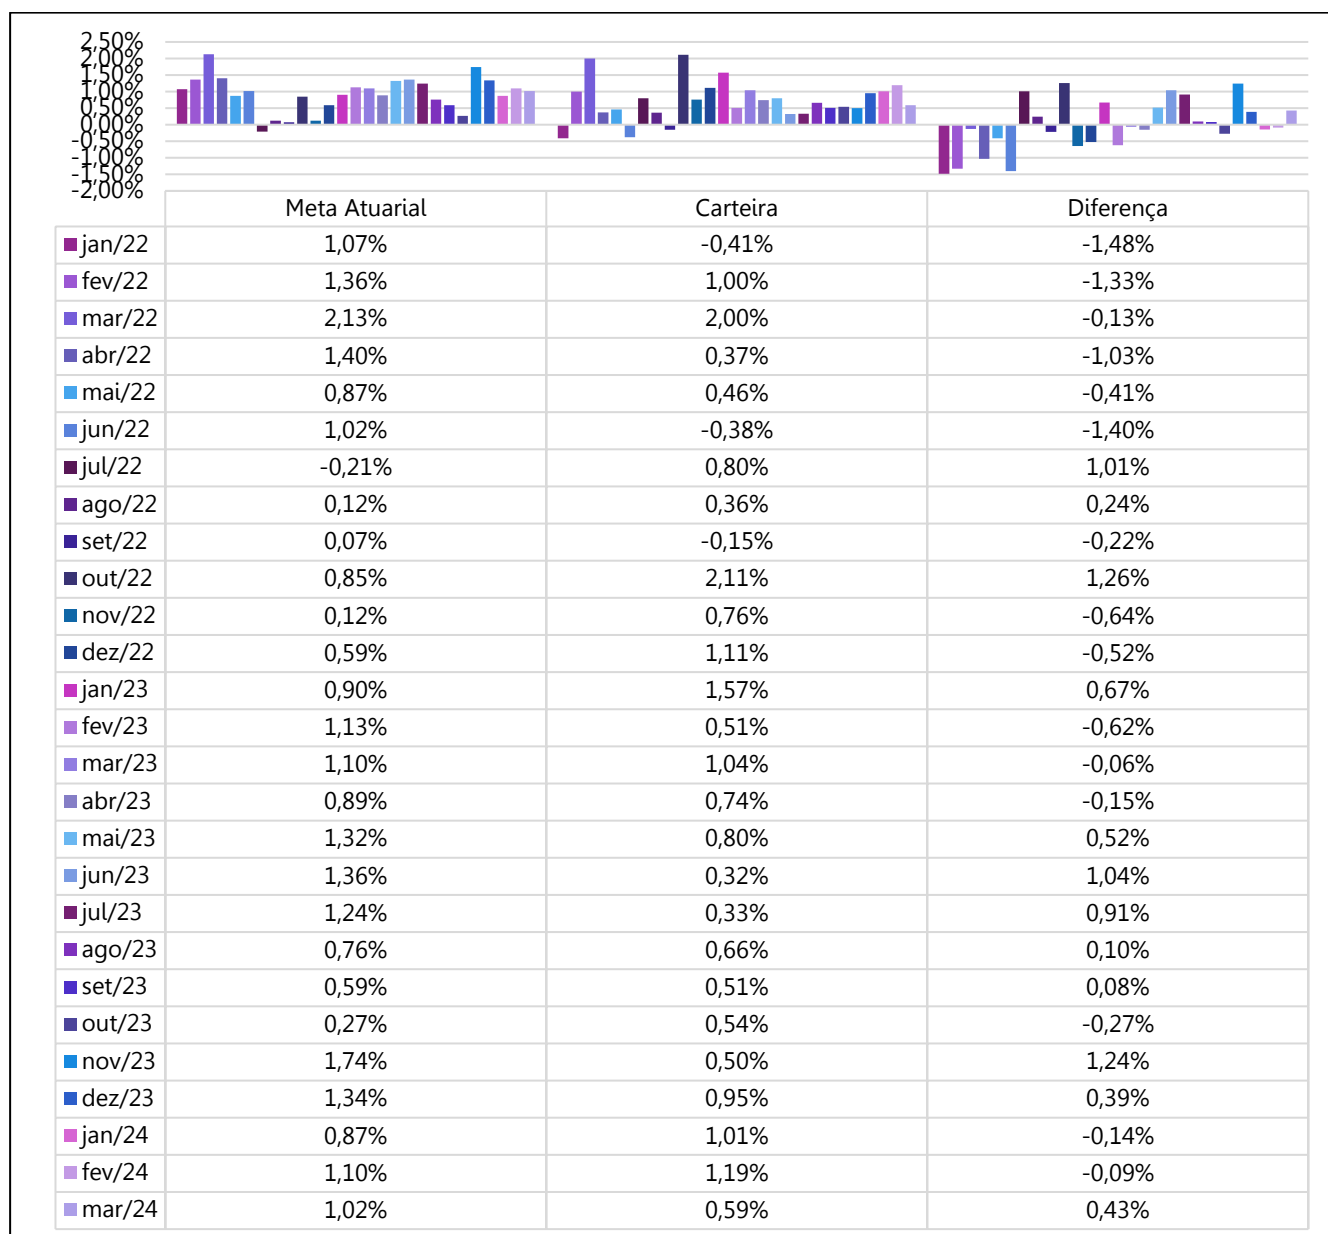 2,50%
2,00%
1,50%
1,00%
0,50%
0,00%
-0,50%
-1,00%
-1,50%
-2,00%
Meta Atuarial Carteira Diferença
jan/22 1,07% -0,41% -1,48%
fev/22 1,36% 1,00% -1,33%
mar/22 2,13% 2,00% -0,13%
abr/22 1,40% 0,37% -1,03%
mai/22 0,87% 0,46% -0,41%
jun/22 1,02% -0,38% -1,40%
jul/22 -0,21% 0,80% 1,01%
ago/22 0,12% 0,36% 0,24%
set/22 0,07% -0,15% -0,22%
out/22 0,85% 2,11% 1,26%
nov/22 0,12% 0,76% -0,64%
dez/22 0,59% 1,11% -0,52%
jan/23 0,90% 1,57% 0,67%
fev/23 1,13% 0,51% -0,62%
mar/23 1,10% 1,04% -0,06%
abr/23 0,89% 0,74% -0,15%
mai/23 1,32% 0,80% 0,52%
jun/23 1,36% 0,32% 1,04%
jul/23 1,24% 0,33% 0,91%
ago/23 0,76% 0,66% 0,10%
set/23 0,59% 0,51% 0,08%
out/23 0,27% 0,54% -0,27%
nov/23 1,74% 0,50% 1,24%
dez/23 1,34% 0,95% 0,39%
jan/24 0,87% 1,01% -0,14%
fev/24 1,10% 1,19% -0,09%
mar/24 1,02% 0,59% 0,43%